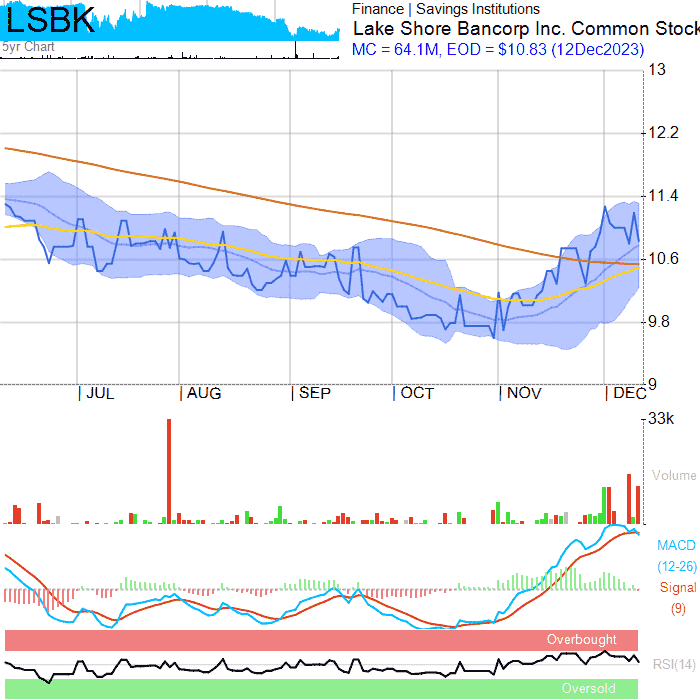 LSBK
5yr Chart
Finance | Savings Institutions
Lake Shore Bancorp Inc. Common Stock
MC = 64.1M, EOD = $10.83 (12Dec2023)
13
12.2
11.4
10.6
9.8
9
JUL AUG SEP OCT NOV DEC
33k
Volume
MACD
(12-26)
Signal
(9)
Overbought
RSI(14)
Oversold